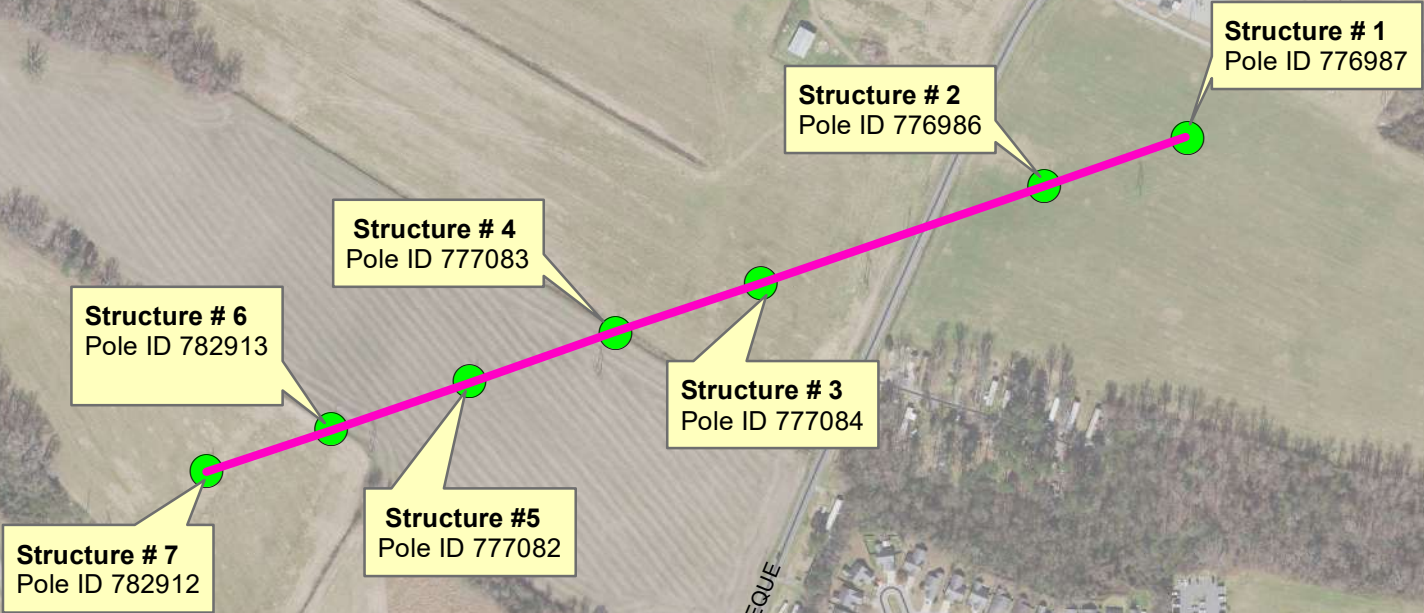 Structure # 1
Pole ID 776987
Structure # 2
Pole ID 776986
Structure # 4
Pole ID 777083
Structure # 6
Pole ID 782913
Structure # 3
Pole ID 777084
Structure #5
Pole ID 777082
Structure # 7
Pole ID 782912
EQUE